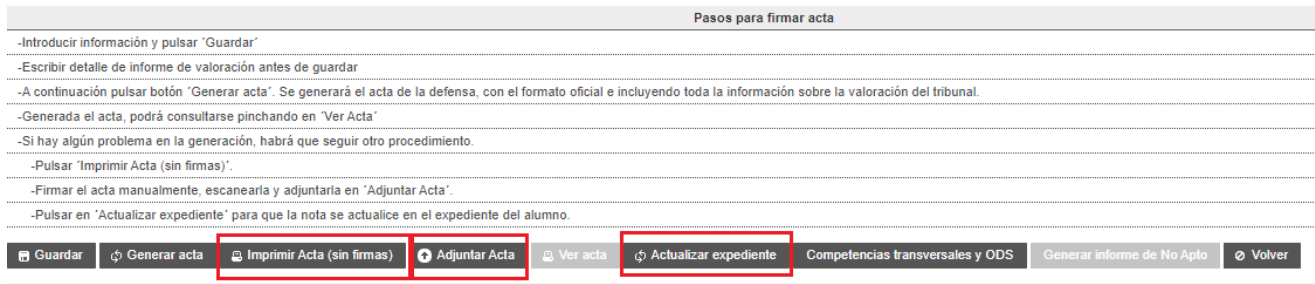 Pasos para firmar acta
-Introducir información y pulsar ´Guardar´
-Escribir detalle de informe de valoración antes de guardar
-A continuación pulsar botón ´Generar acta´. Se generará el acta de la defensa, con el formato oficial e incluyendo toda la información sobre la valoración del tribunal.
-Generada el acta, podrá consultarse pinchando en ´Ver Acta´
-Si hay algún problema en la generación, habrá que seguir otro procedimiento.
-Pulsar ´Imprimir Acta (sin firmas)´.
-Firmar el acta manualmente, escanearla y adjuntarla en ´Adjuntar Acta´.
-Pulsar en ´Actualizar expediente´ para que la nota se actualice en el expediente del alumno.
Guardar Generar acta Imprimir Acta (sin firmas) Adjuntar Acta Ver acta Actualizar expediente Competencias transversales y ODS Generar informe de No Apto Volver